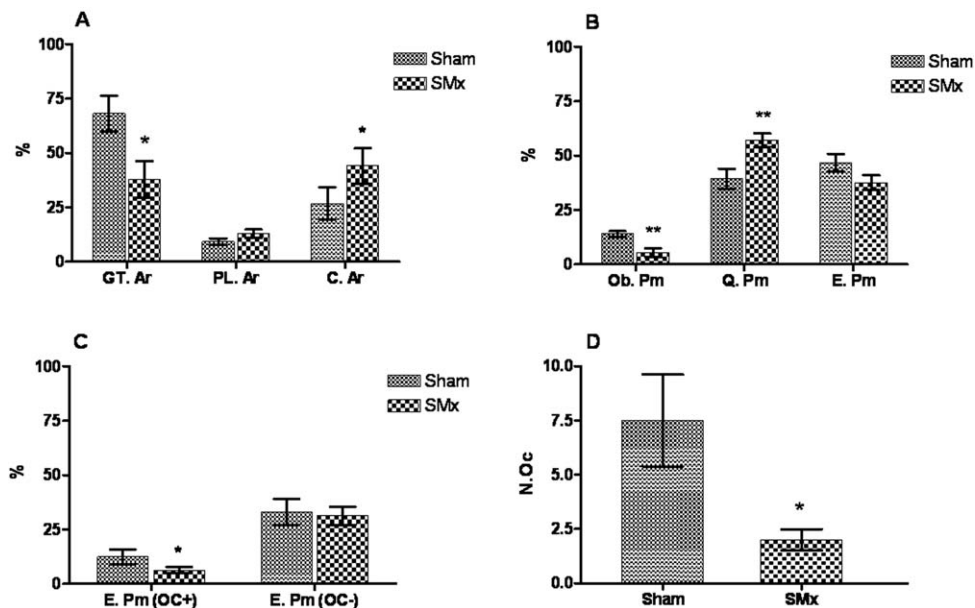 A
100
75
50
25
0
%
Sham
SMx
*
*
GT. Ar
PL. Ar
C. Ar
B
100
75
50
25
0
%
Sham
SMx
**
**
Ob. Pm
Q. Pm
E. Pm
C
100
75
50
25
0
%
Sham
SMx
*
E. Pm (OC+)
E. Pm (OC-)
D
10.0
7.5
5.0
2.5
0.0
N.Oc
*
Sham
SMx